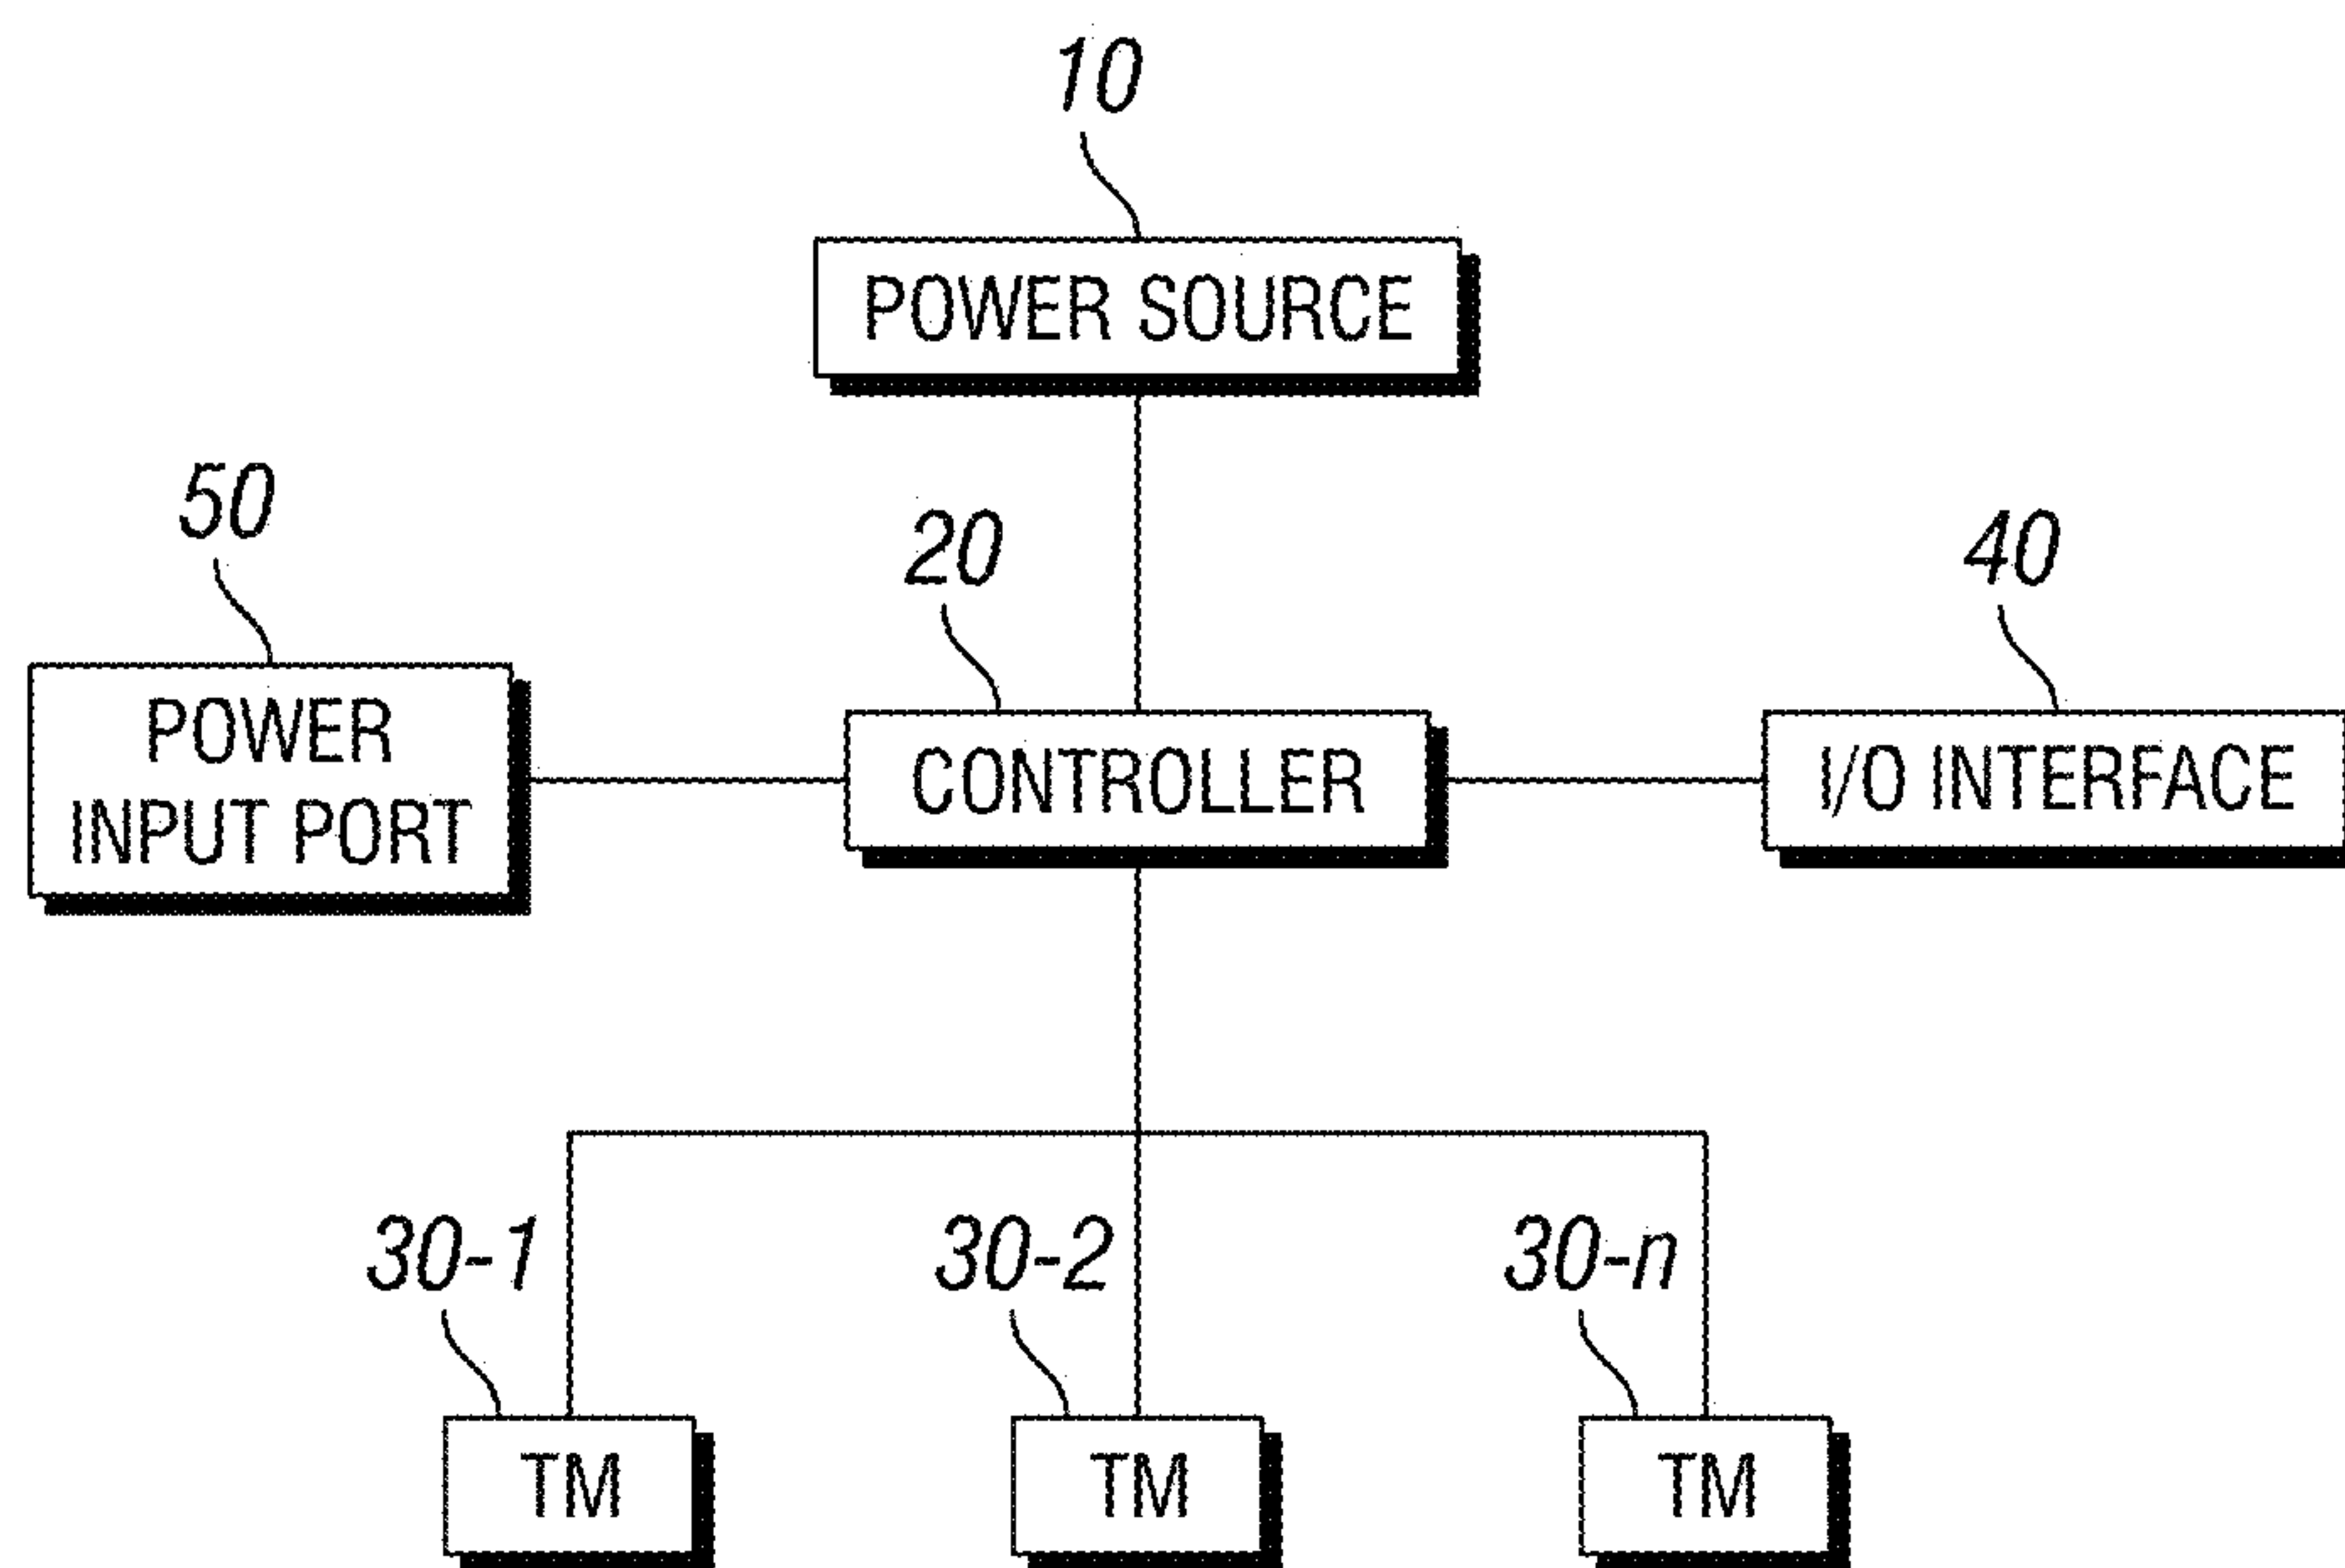 10
POWER SOURCE
50
20
40
POWER
INPUT PORT
CONTROLLER
I/O INTERFACE
30-1
30-2
30-n
TM
TM
TM